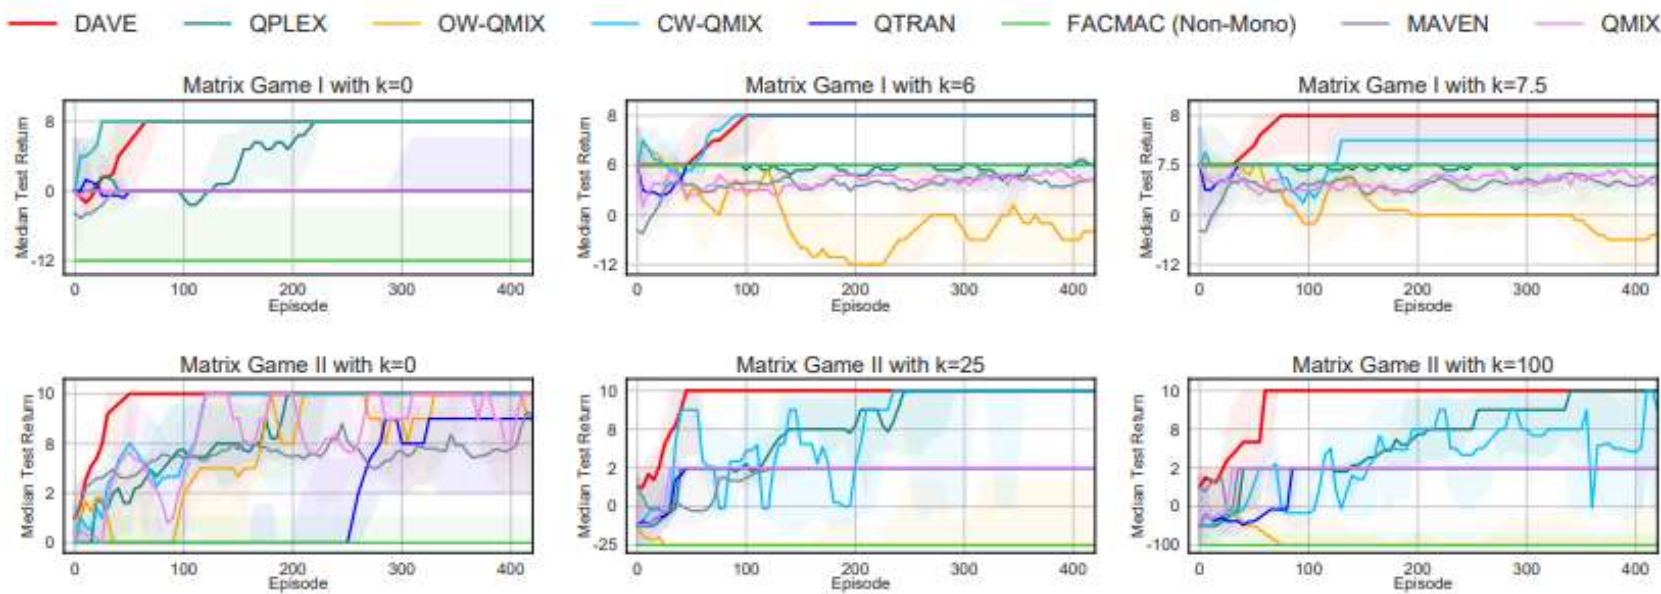 DAVE QPLEX OW-QMIX CW-QMIX QTRAN FACMAC (Non-Mono) MAVEN QMIX
Matrix Game I with k=0
Median Test Return
8
0
-12
0 100 200 300 400
Episode
Matrix Game I with k=6
Median Test Return
8
6
0
-12
0 100 200 300 400
Episode
Matrix Game I with k=7.5
Median Test Return
8
7.5
0
-12
0 100 200 300 400
Episode
Matrix Game II with k=0
Median Test Return
10
8
2
0
0 100 200 300 400
Episode
Matrix Game II with k=25
Median Test Return
10
8
2
0
-25
0 100 200 300 400
Episode
Matrix Game II with k=100
Median Test Return
10
8
2
0
-100
0 100 200 300 400
Episode